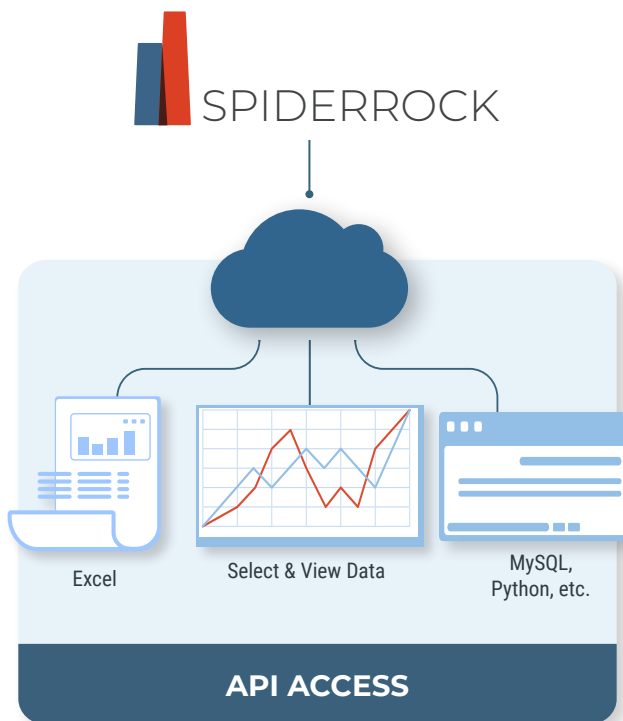 SPIDERROCK
Excel
Select & View Data
MySQL,
Python, etc.
API ACCESS